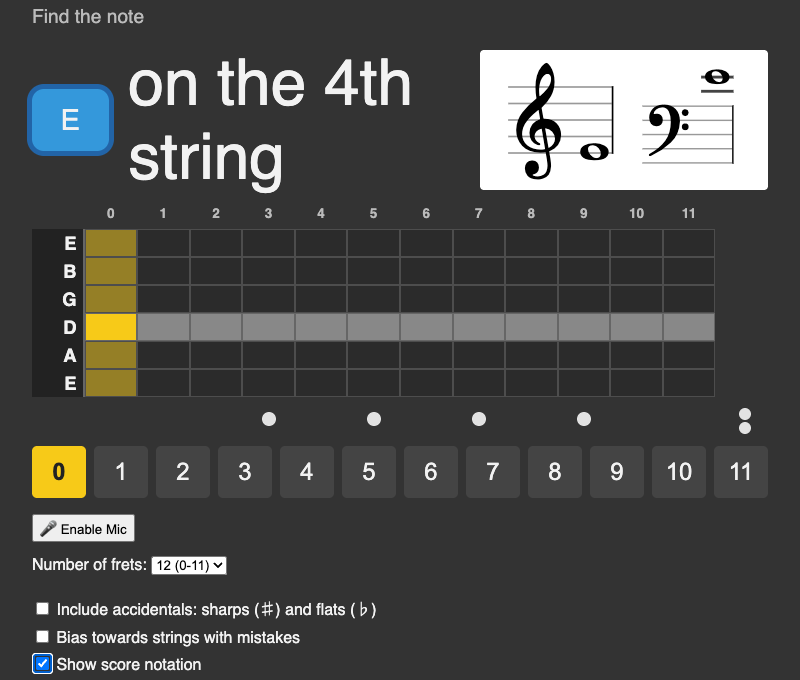 Find the note
E on the 4th
string
0 1 2 3 4 5 6 7 8 9 10 11
E
B
G
D
A
E
0 1 2 3 4 5 6 7 8 9 10 11
🎤 Enable Mic
Number of frets: 12 (0-11)
Include accidentals: sharps (♯) and flats (♭)
Bias towards strings with mistakes
Show score notation